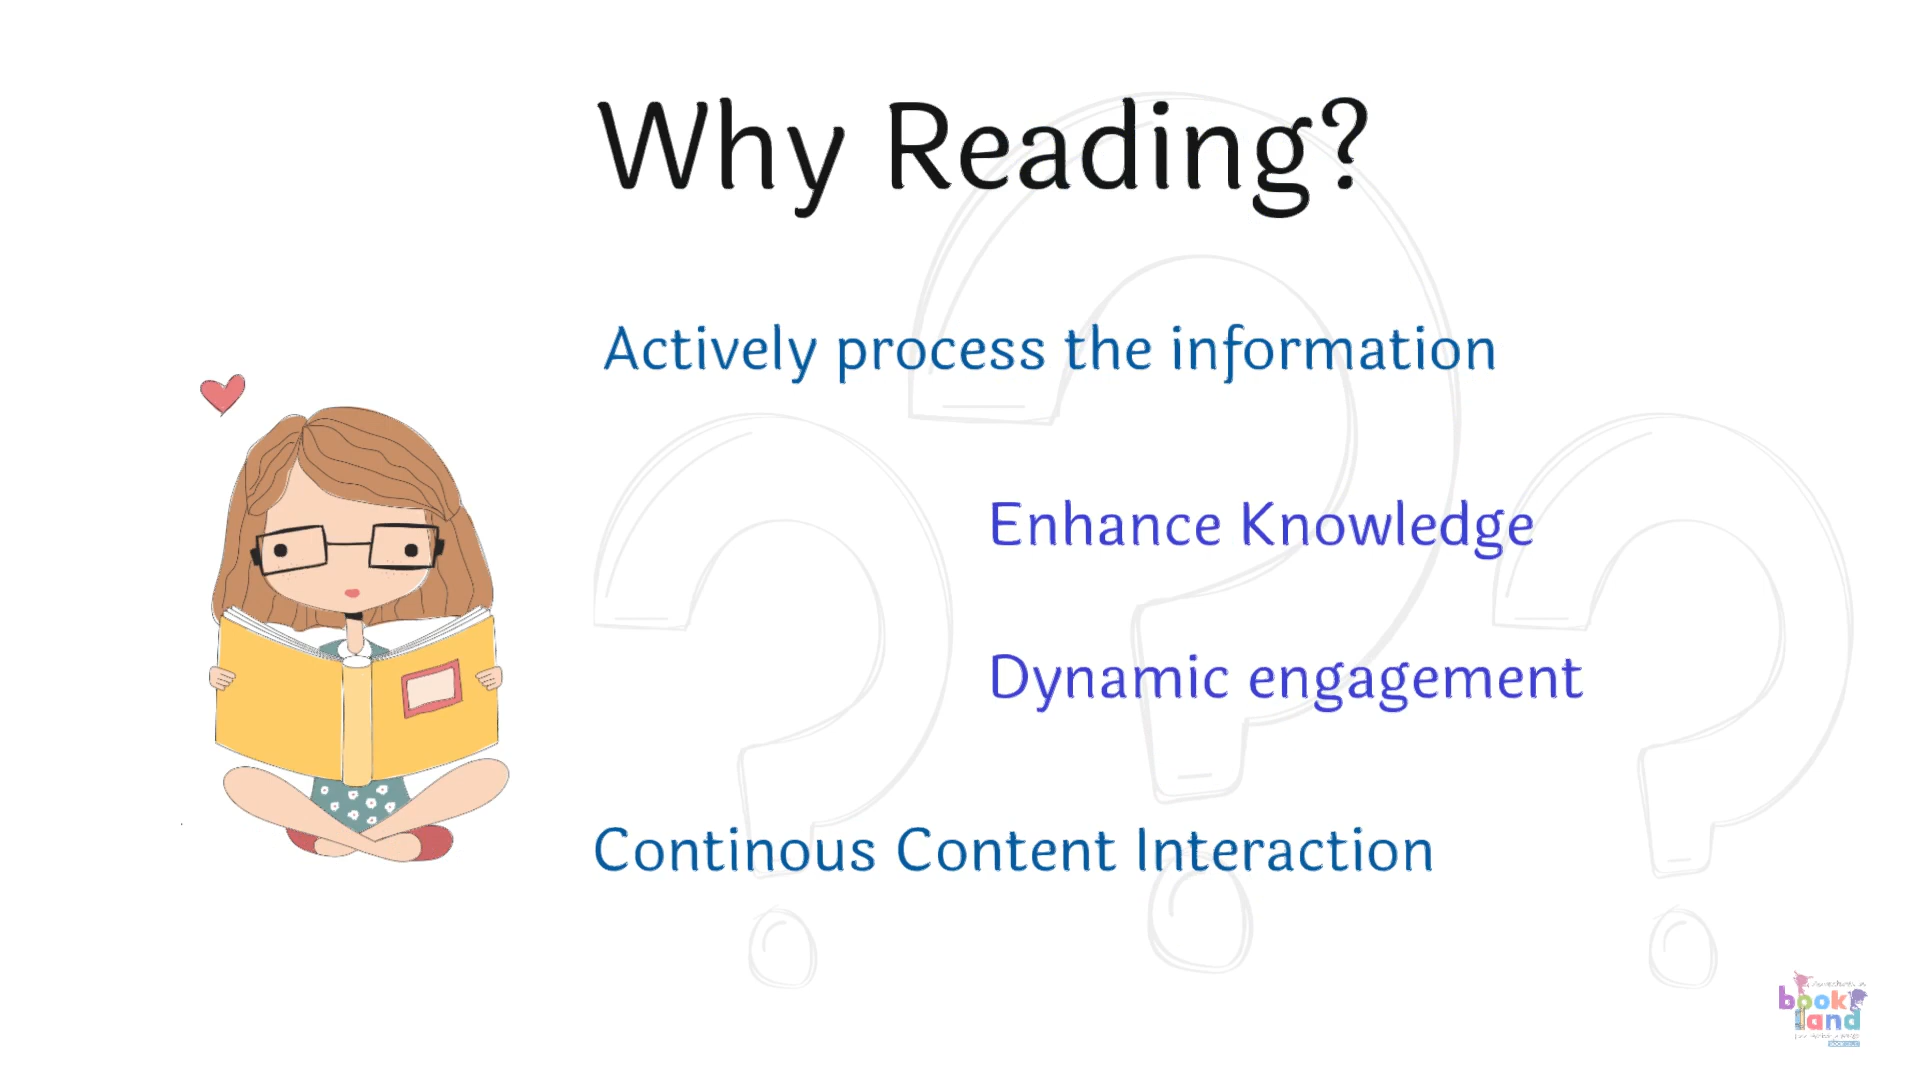 Why Reading?
Actively process the information
Enhance Knowledge
Dynamic engagement
Continous Content Interaction
book
land